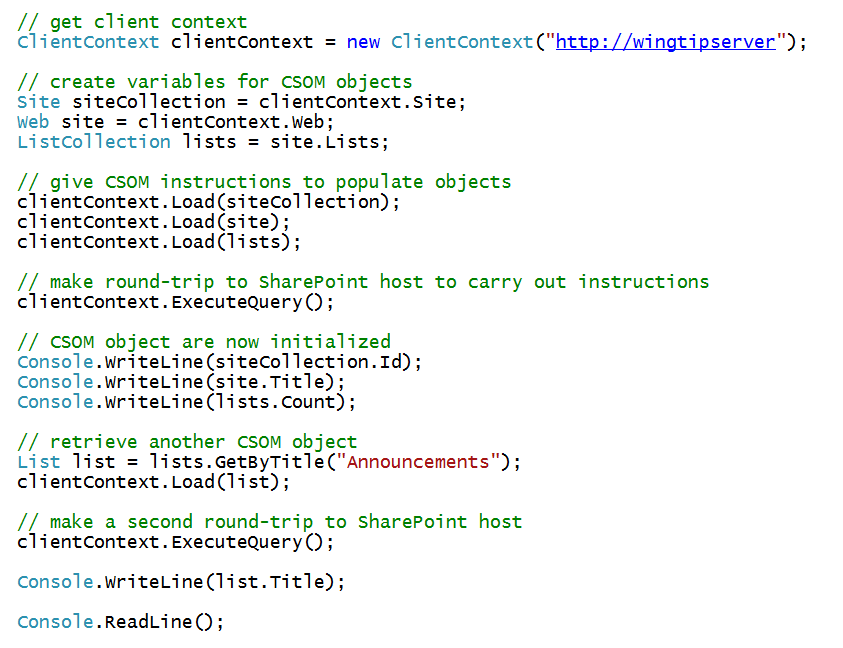 // get client context
ClientContext clientContext = new ClientContext("http://wingtipserver");
// create variables for CSOM objects
Site siteCollection = clientContext.Site;
Web site = clientContext.Web;
ListCollection lists = site.Lists;
// give CSOM instructions to populate objects
clientContext.Load(siteCollection);
clientContext.Load(site);
clientContext.Load(lists);
// make round-trip to SharePoint host to carry out instructions
clientContext.ExecuteQuery();
// CSOM object are now initialized
Console.WriteLine(siteCollection.Id);
Console.WriteLine(site.Title);
Console.WriteLine(lists.Count);
// retrieve another CSOM object
List list = lists.GetByTitle("Announcements");
clientContext.Load(list);
// make a second round-trip to SharePoint host
clientContext.ExecuteQuery();
Console.WriteLine(list.Title);
Console.ReadLine();